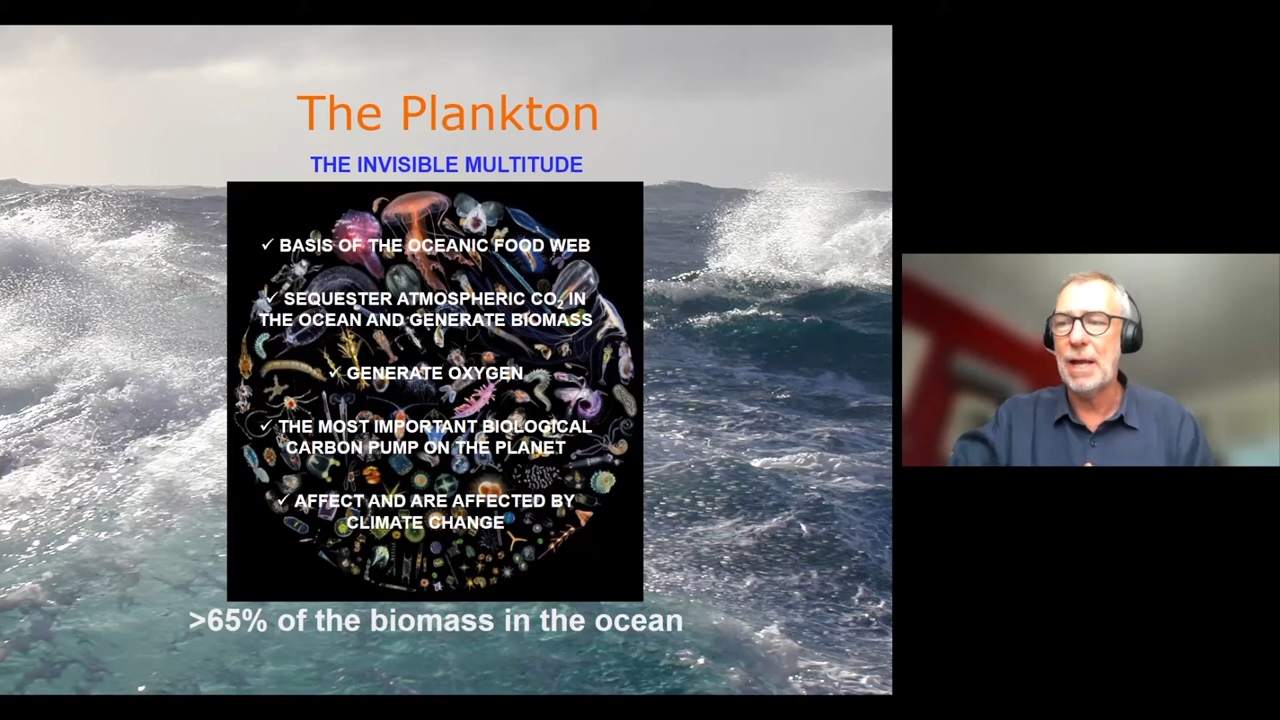 The Plankton
THE INVISIBLE MULTITUDE
✓ BASIS OF THE OCEANIC FOOD WEB
✓ SEQUESTER ATMOSPHERIC CO₂ IN
THE OCEAN AND GENERATE BIOMASS
✓ GENERATE OXYGEN
✓ THE MOST IMPORTANT BIOLOGICAL
CARBON PUMP ON THE PLANET
✓ AFFECT AND ARE AFFECTED BY
CLIMATE CHANGE
>65% of the biomass in the ocean